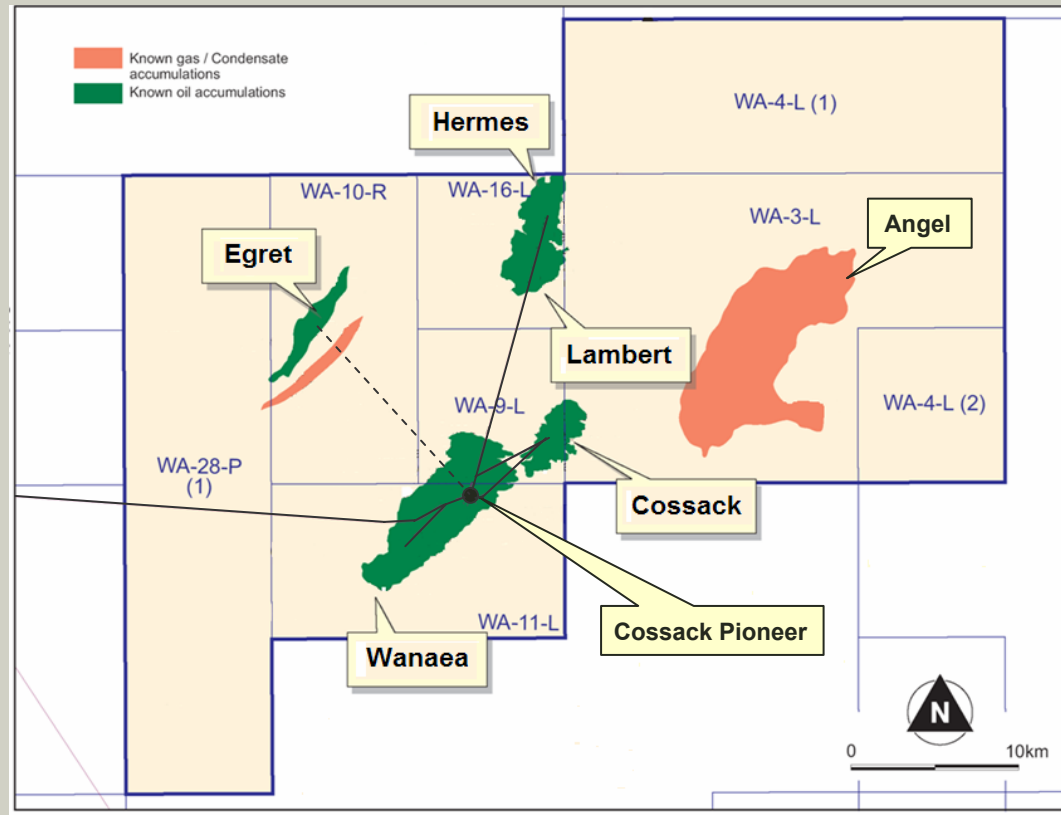 Known gas / Condensate
accumulations
Known oil accumulations
WA-4-L (1)
Hermes
WA-10-R
WA-16-L
WA-3-L
Angel
Egret
Lambert
WA-9-L
WA-4-L (2)
WA-28-P
(1)
Cossack
WA-11-L
Cossack Pioneer
Wanaea
N
0 10km